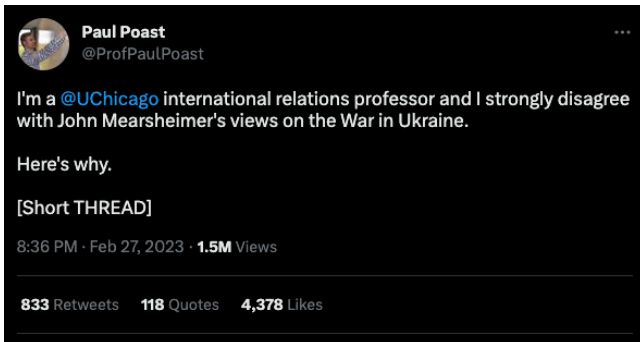 Paul Poast
@ProfPaulPoast
...
I'm a @UChicago international relations professor and I strongly disagree
with John Mearsheimer's views on the War in Ukraine.
Here's why.
[Short THREAD]
8:36 PM · Feb 27, 2023 · 1.5M Views
833 Retweets 118 Quotes 4,378 Likes